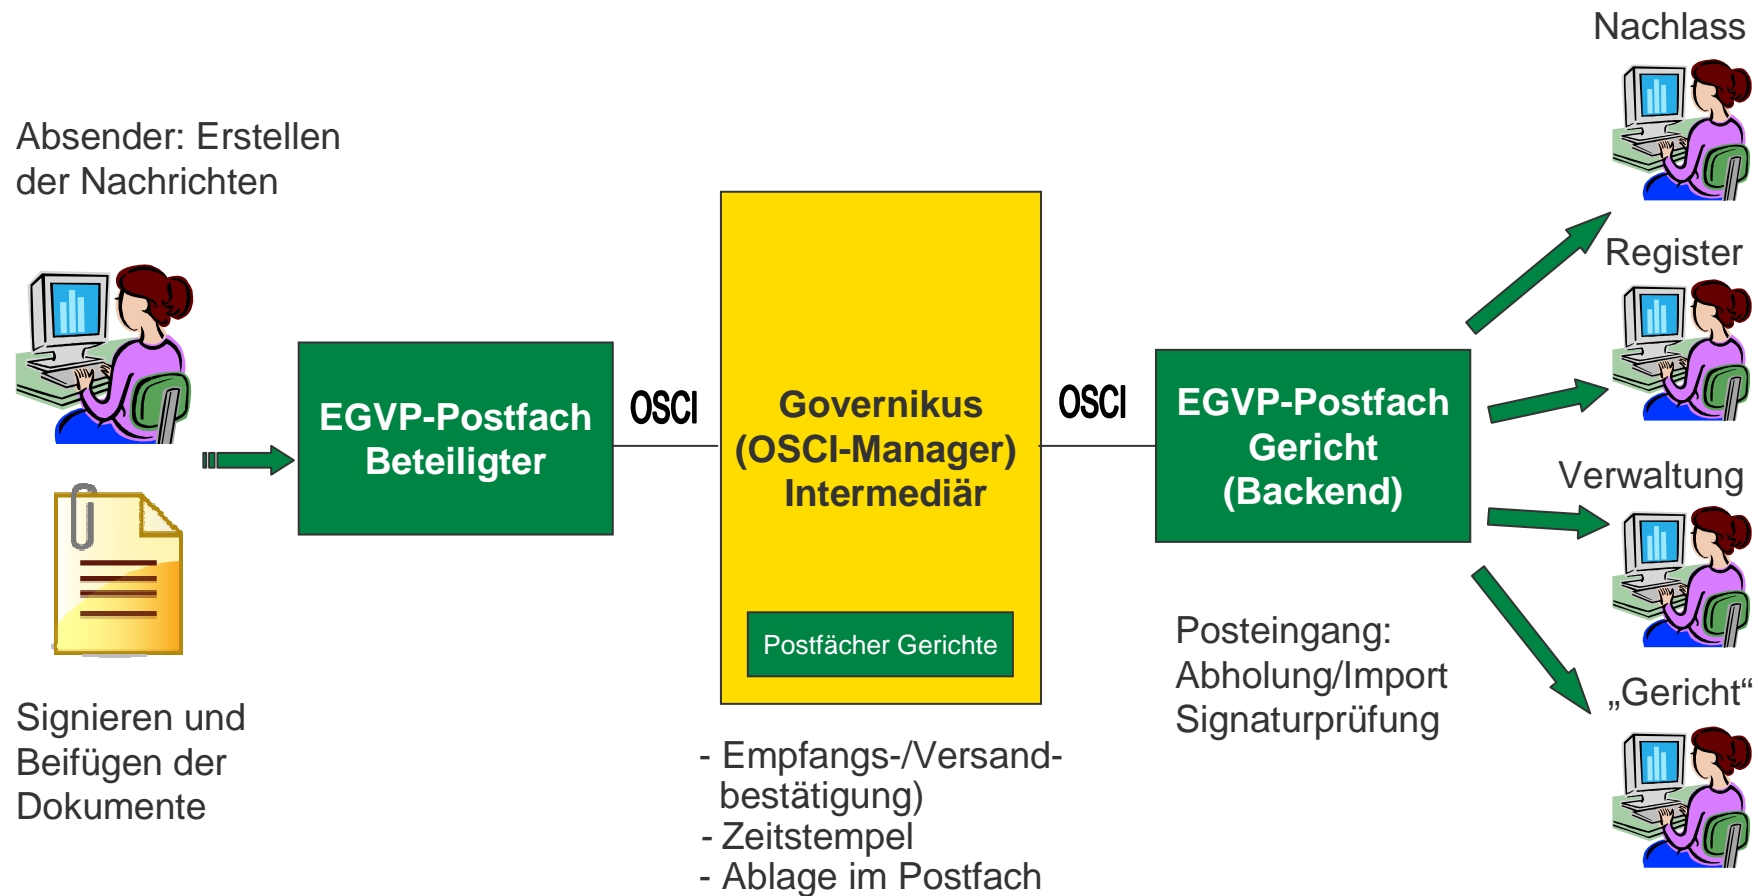 Absender: Erstellen
der Nachrichten
Signieren und
Beifügen der
Dokumente
EGVP-Postfach
Beteiligter
OSCI
Governikus
(OSCI-Manager)
Intermediär
Postfächer Gerichte
- Empfangs-/Versand-
bestätigung)
- Zeitstempel
- Ablage im Postfach
OSCI
EGVP-Postfach
Gericht
(Backend)
Posteingang:
Abholung/Import
Signaturprüfung
Nachlass
Register
Verwaltung
„Gericht“